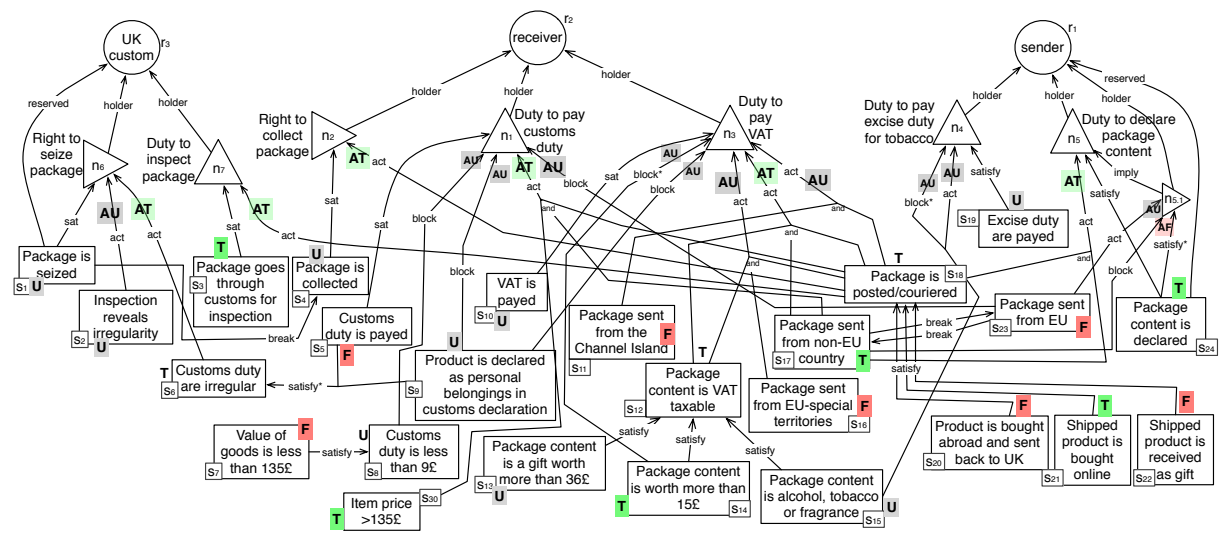 UK
custom
r3
receiver
r2
sender
r1
reserved
holder
holder
holder
holder
holder
holder
holder
holder
reserved
Right to
seize package
n6
Duty to
inspect
package
n7
Right to
collect
package
n2
AT
act
n1
Duty to pay
customs
duty
n3
Duty to
pay
VAT
Duty to pay
excise duty
for tobacco
n4
n5
Duty to declare
package
content
n5.1
sat
AU
act
AT
act
sat
AT
act
sat
U
sat
block
AU
AU
AT
act
AU
block
and
block
sat
AU
block*
block
AU
act
AT
act
act
AU
and
and
block*
AU
AU
act
satisfy
U
AT
satisfy
act
imply
AU
AF
satisfy*
act
block
and
Package is
seized
S1
U
Inspection
reveals
irregularity
S2
U
T
Package goes
through
customs for
inspection
S3
Package is
collected
S4
break
Customs
duty is paid
S5
F
T
Customs duty
are irregular
S6
satisfy*
U
Product is declared
as personal
belongings in
customs declaration
S9
VAT is
payed
S10
U
Package sent
from the
Channel Island
S11
F
T
Package
content is VAT
taxable
S12
Package sent
from non-EU
country
S17
T
Package sent
from EU-special
territories
S16
F
T
Package is
posted/couriered
S18
S19
Excise duty
are payed
break
break
Package sent
from EU
S23
F
T
Package
content is
declared
S24
Value of
goods is less
than 135£
S7
F
satisfy
U
Customs
duty is less
than 9£
S8
T
Item price
>135£
S30
Package content
is a gift worth
more than 36£
S13
U
satisfy
satisfy
satisfy
Package content
is worth more than
15£
S14
T
Package content
is alcohol, tobacco
or fragrance
S15
U
satisfy
F
Product is bought
abroad and sent
back to UK
S20
T
Shipped
product is
bought
online
S21
F
Shipped
product is
received
as gift
S22